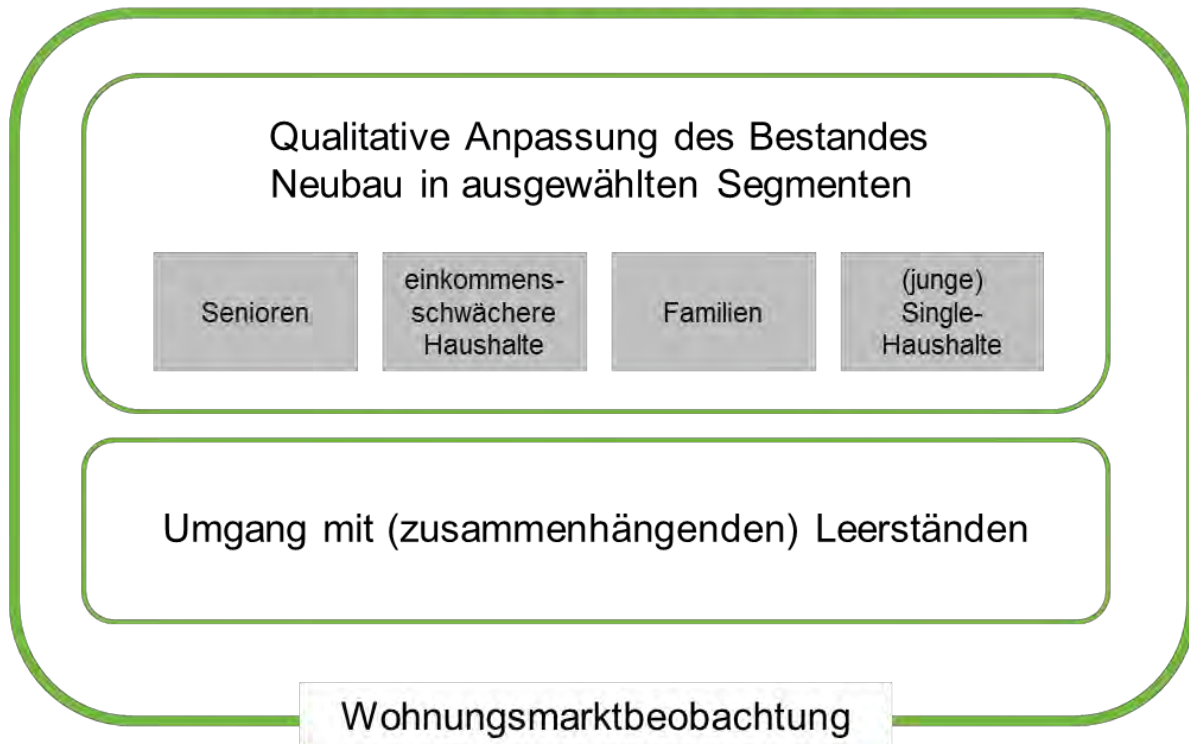 Qualitative Anpassung des Bestandes
Neubau in ausgewählten Segmenten
Senioren
einkommens-
schwächere
Haushalte
Familien
(junge)
Single-
Haushalte
Umgang mit (zusammenhängenden) Leerständen
Wohnungsmarktbeobachtung